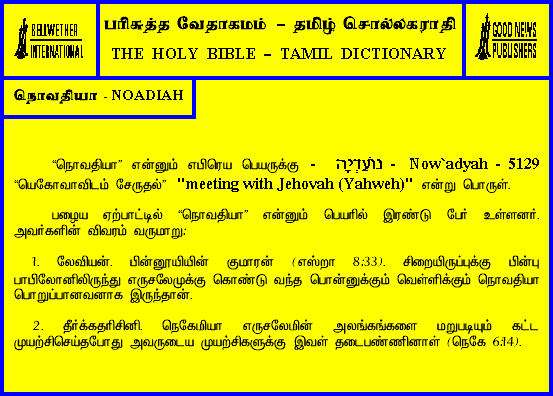 BELLWETHER
INTERNATIONAL
பரிசுத்த வேதாகமம் – தமிழ் சொல்லகராதி
THE HOLY BIBLE – TAMIL DICTIONARY
GOOD NEWS
PUBLISHERS
நொவதியா - NOADIAH
“நொவதியா” என்னும் எபிரெய பெயருக்கு - נוֹעַדְיָה - Now`adyah - 5129
“யெகோவாவிடம் சேருதல்” "meeting with Jehovah (Yahweh)" என்று பொருள்.
பழைய ஏற்பாட்டில் “நொவதியா” என்னும் பெயரில் இரண்டு பேர் உள்ளனர்.
அவர்களின் விவரம் வருமாறு:
1. லேவியன். பின்னூயியின் குமாரன் (எஸ்றா 8:33). சிறையிருப்புக்கு பின்பு
பாபிலோனிலிருந்து எருசலேமுக்கு கொண்டு வந்த பொன்னுக்கும் வெள்ளிக்கும் நொவதியா
பொறுப்பானவனாக இருந்தான்.
2. தீர்க்கதரிசினி. நெகேமியா எருசலேமின் அலங்கங்களை மறுபடியும் கட்ட
முயற்சிசெய்தபோது அவருடைய முயற்சிகளுக்கு இவள் தடைபண்ணினாள் (நெகே 6:14).